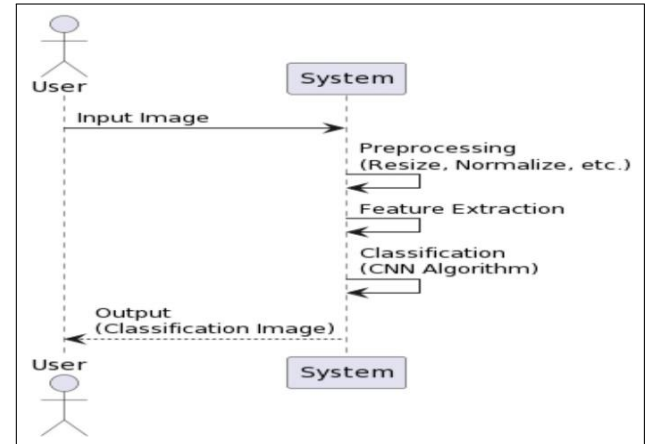 User
System
Input Image
Preprocessing
(Resize, Normalize, etc.)
Feature Extraction
Classification
(CNN Algorithm)
Output
(Classification Image)
User
System